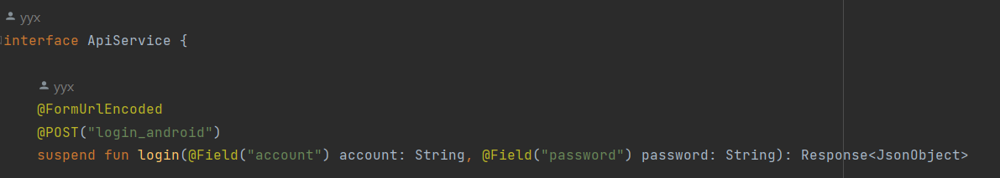 yyx
interface ApiService {
yyx
@FormUrlEncoded
@POST("login_android")
suspend fun login(@Field("account") account: String, @Field("password") password: String): Response<JsonObject>